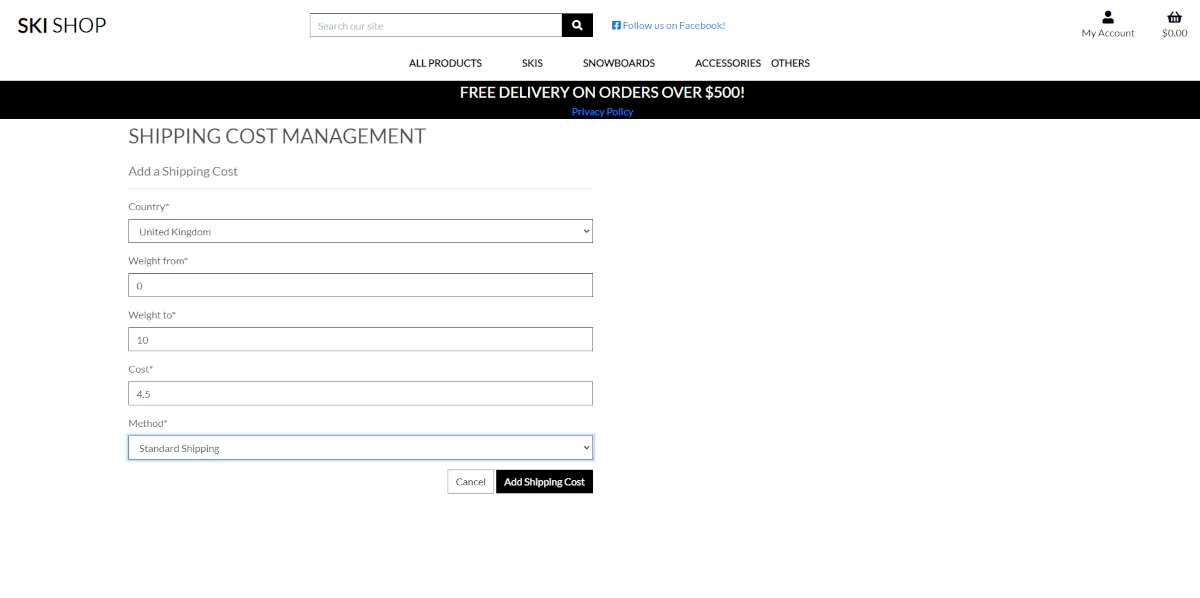 SKI SHOP
Search our site
Follow us on Facebook!
My Account
$0.00
ALL PRODUCTS SKIS SNOWBOARDS ACCESSORIES OTHERS
FREE DELIVERY ON ORDERS OVER $500!
Privacy Policy
SHIPPING COST MANAGEMENT
Add a Shipping Cost
Country*
United Kingdom
Weight from*
0
Weight to*
10
Cost*
4.5
Method*
Standard Shipping
Cancel Add Shipping Cost